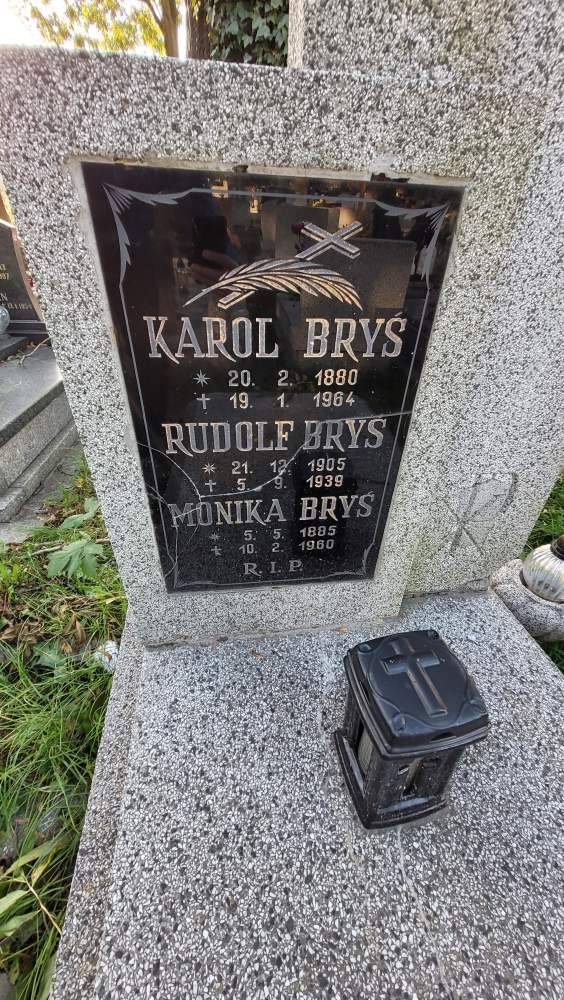 KAROL BRYŚ
* 20. 2. 1880
† 19. 1. 1964
RUDOLF BRYŚ
* 21. 12. 1905
† 5. 9. 1939
MONIKA BRYŚ
* 5. 5. 1885
† 10. 2. 1960
R.I.P.